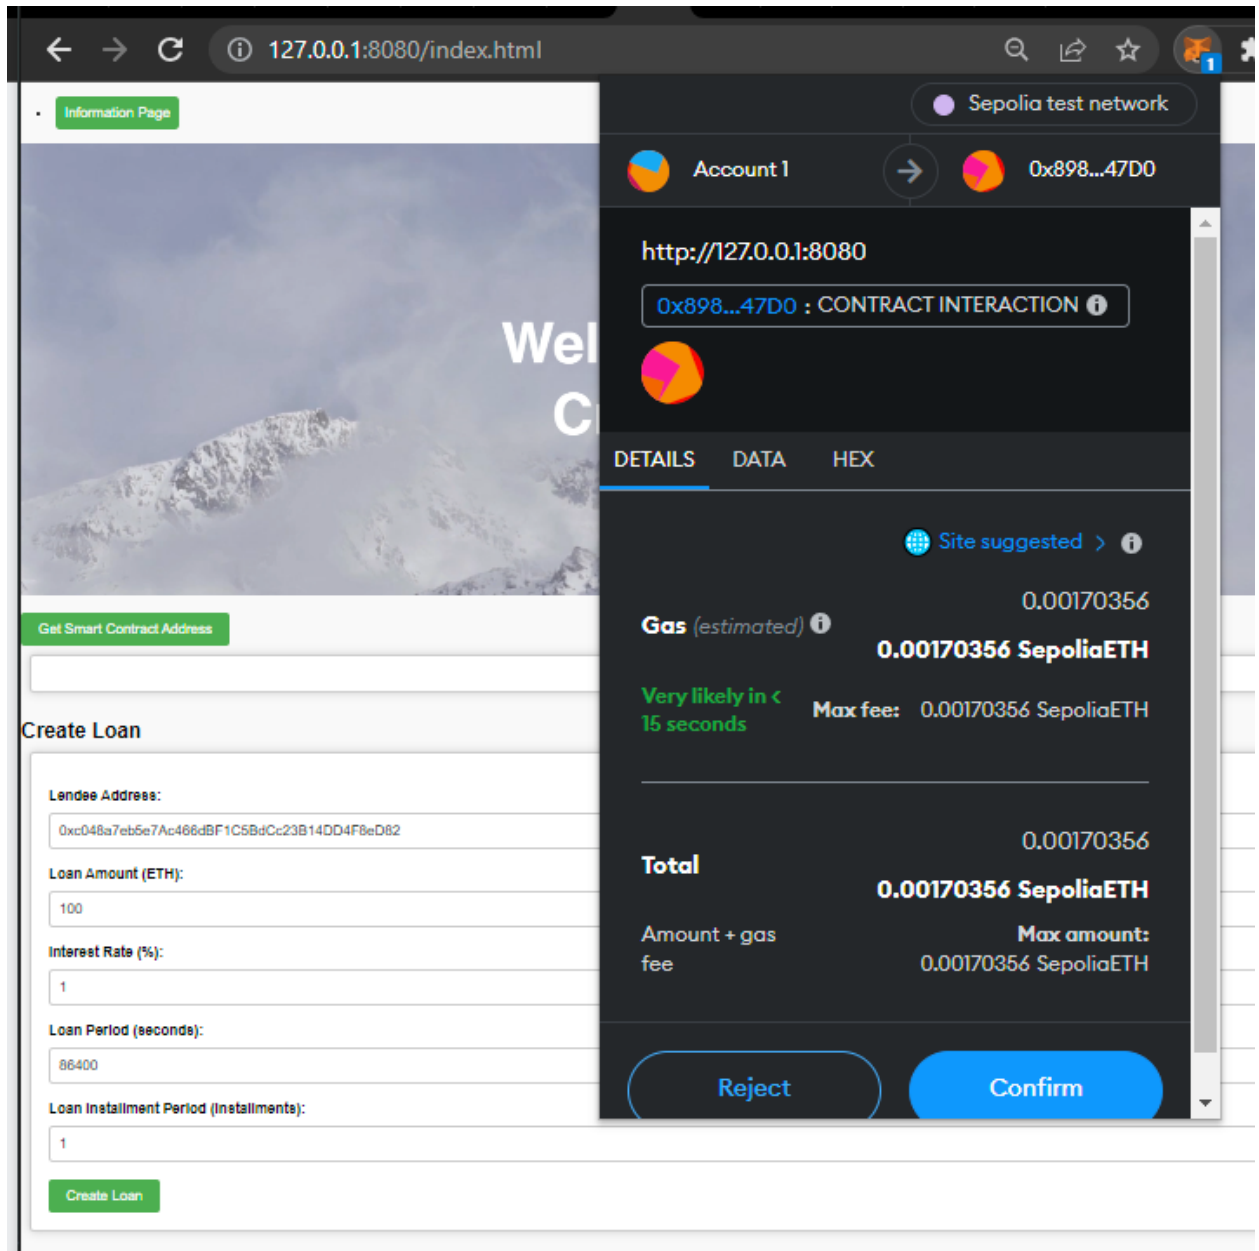 127.0.0.1:8080/index.html
1
Information Page
Wel
C
Get Smart Contract Address
Create Loan
Lendee Address:
0xc048a7eb5e7Ac466dBF1C5BdCc23B14DD4F8eD82
Loan Amount (ETH):
100
Interest Rate (%):
1
Loan Period (seconds):
86400
Loan Installment Period (Installments):
1
Create Loan
Sepolia test network
Account 1
0x898...47D0
http://127.0.0.1:8080
0x898...47D0 : CONTRACT INTERACTION
DETAILS DATA HEX
Site suggested >
0.00170356
Gas (estimated)
0.00170356 SepoliaETH
Very likely in <
15 seconds
Max fee: 0.00170356 SepoliaETH
0.00170356
Total
0.00170356 SepoliaETH
Amount + gas
fee
Max amount:
0.00170356 SepoliaETH
Reject Confirm